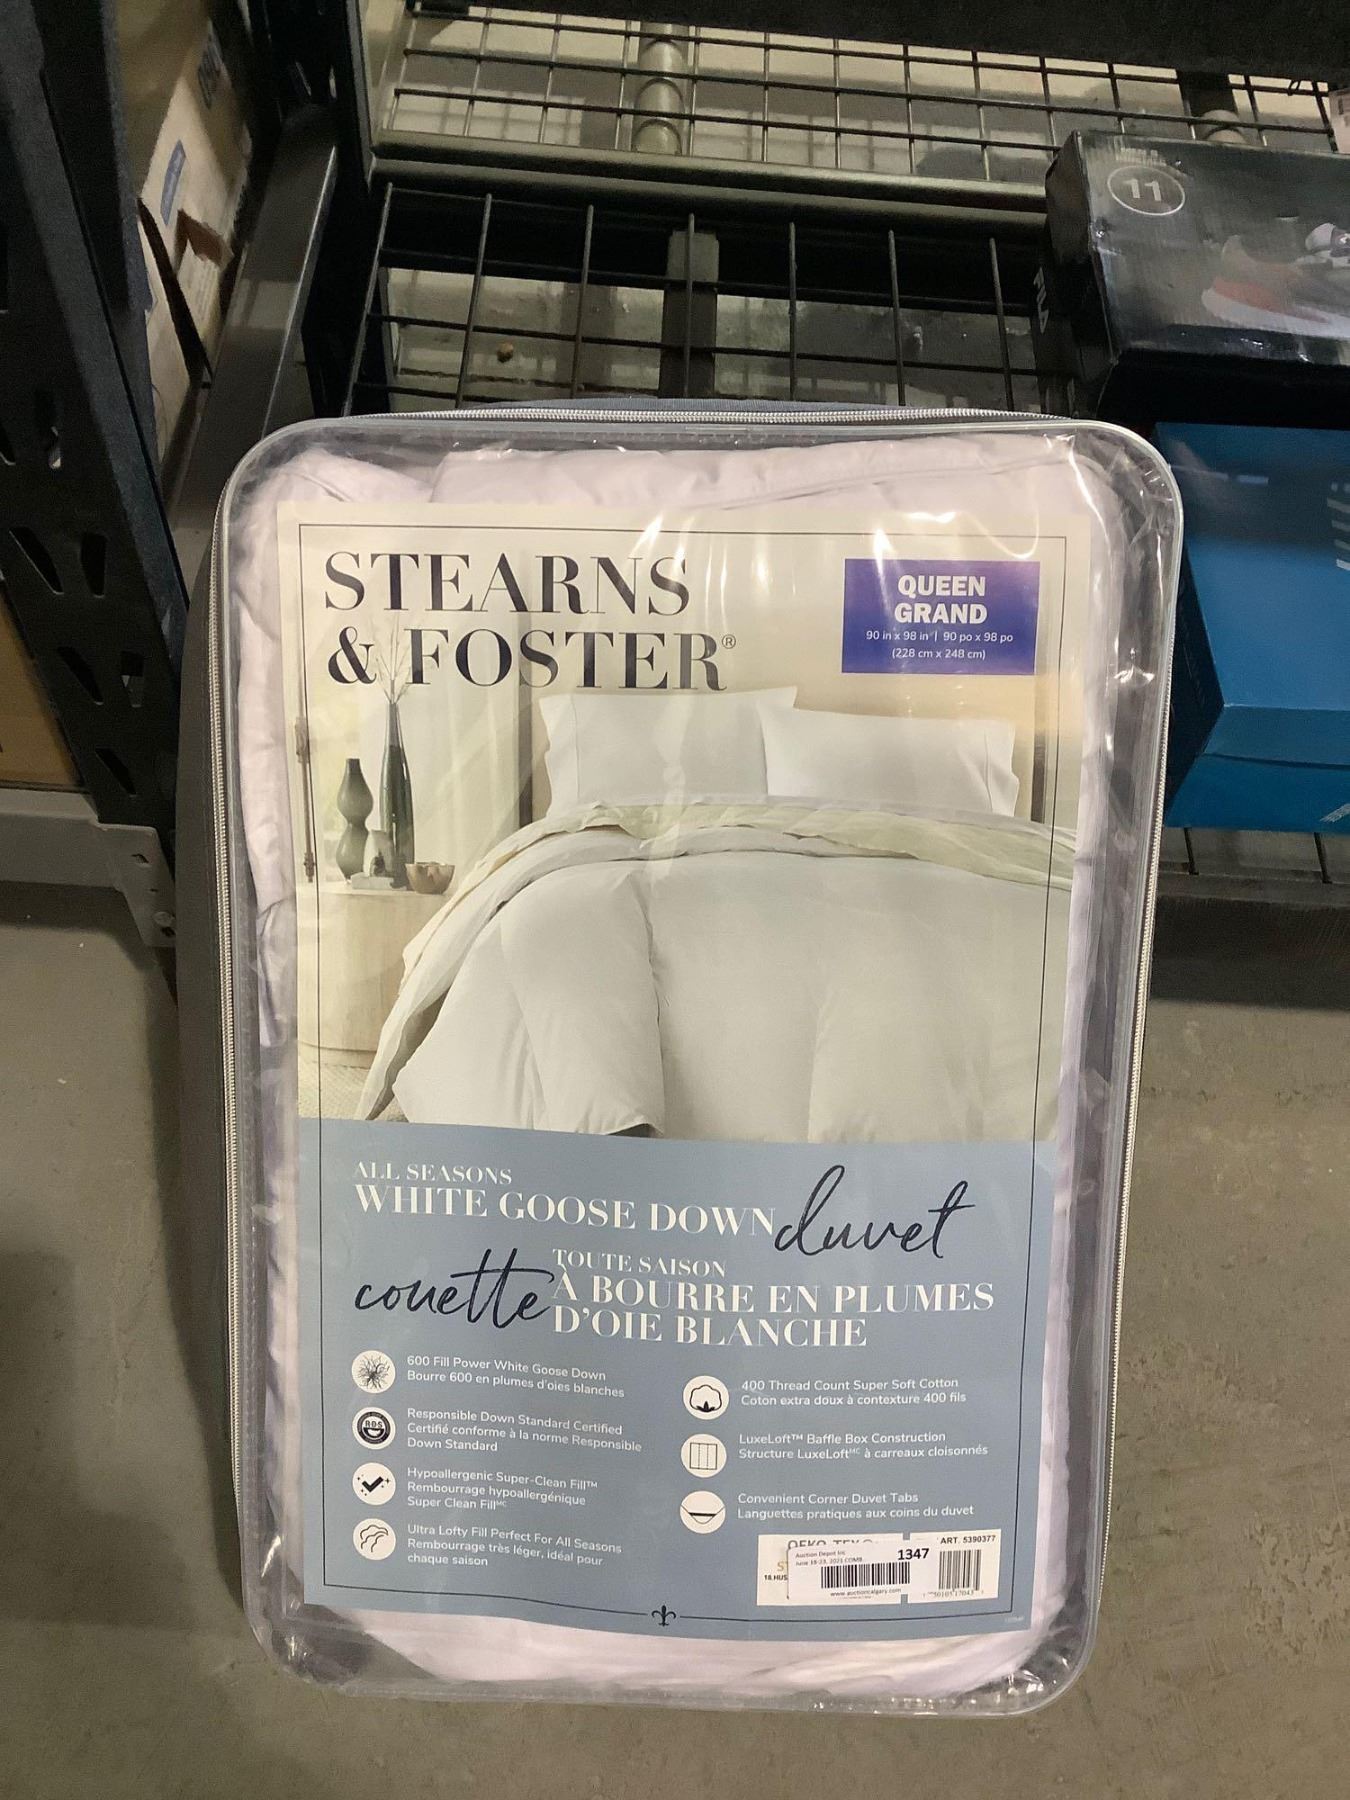 11
FILA
STEARNS
& FOSTER®
QUEEN
GRAND
90 in x 98 in | 90 po x 98 po
(228 cm x 248 cm)
ALL SEASONS
WHITE GOOSE DOWN duvet
couette TOUTE SAISON
À BOURRE EN PLUMES
D'OIE BLANCHE
600 Fill Power White Goose Down
Bourre 600 en plumes d'oies blanches
RDS
Responsible Down Standard Certified
Certifié conforme à la norme Responsible
Down Standard
Hypoallergenic Super-Clean Fill™
Rembourrage hypoallergénique
Super Clean Fillᴹᶜ
Ultra Lofty Fill Perfect For All Seasons
Rembourrage très léger, idéal pour
chaque saison
400 Thread Count Super Soft Cotton
Coton extra doux à contexture 400 fils
LuxeLoft™ Baffle Box Construction
Structure LuxeLoftᴹᶜ à carreaux cloisonnés
Convenient Corner Duvet Tabs
Languettes pratiques aux coins du duvet
ART. 5390377
Auction Depot Inc
1347
www.auctioncalgary.com